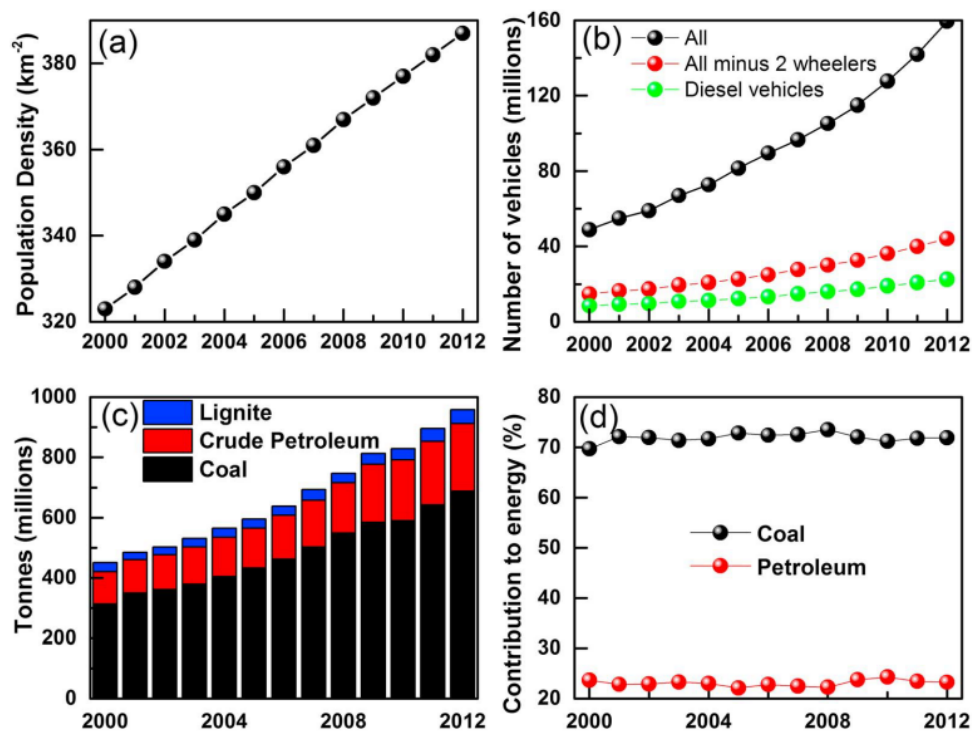 (a)
Population Density (km-2)
380
360
340
320
2000 2002 2004 2006 2008 2010 2012
(b)
All
All minus 2 wheelers
Diesel vehicles
Number of vehicles (millions)
160
120
80
40
0
2000 2002 2004 2006 2008 2010 2012
(c)
Lignite
Crude Petroleum
Coal
Tonnes (millions)
1000
800
600
400
200
0
2000 2004 2008 2012
(d)
Contribution to energy (%)
80
70
60
50
40
30
20
Coal
Petroleum
2000 2004 2008 2012